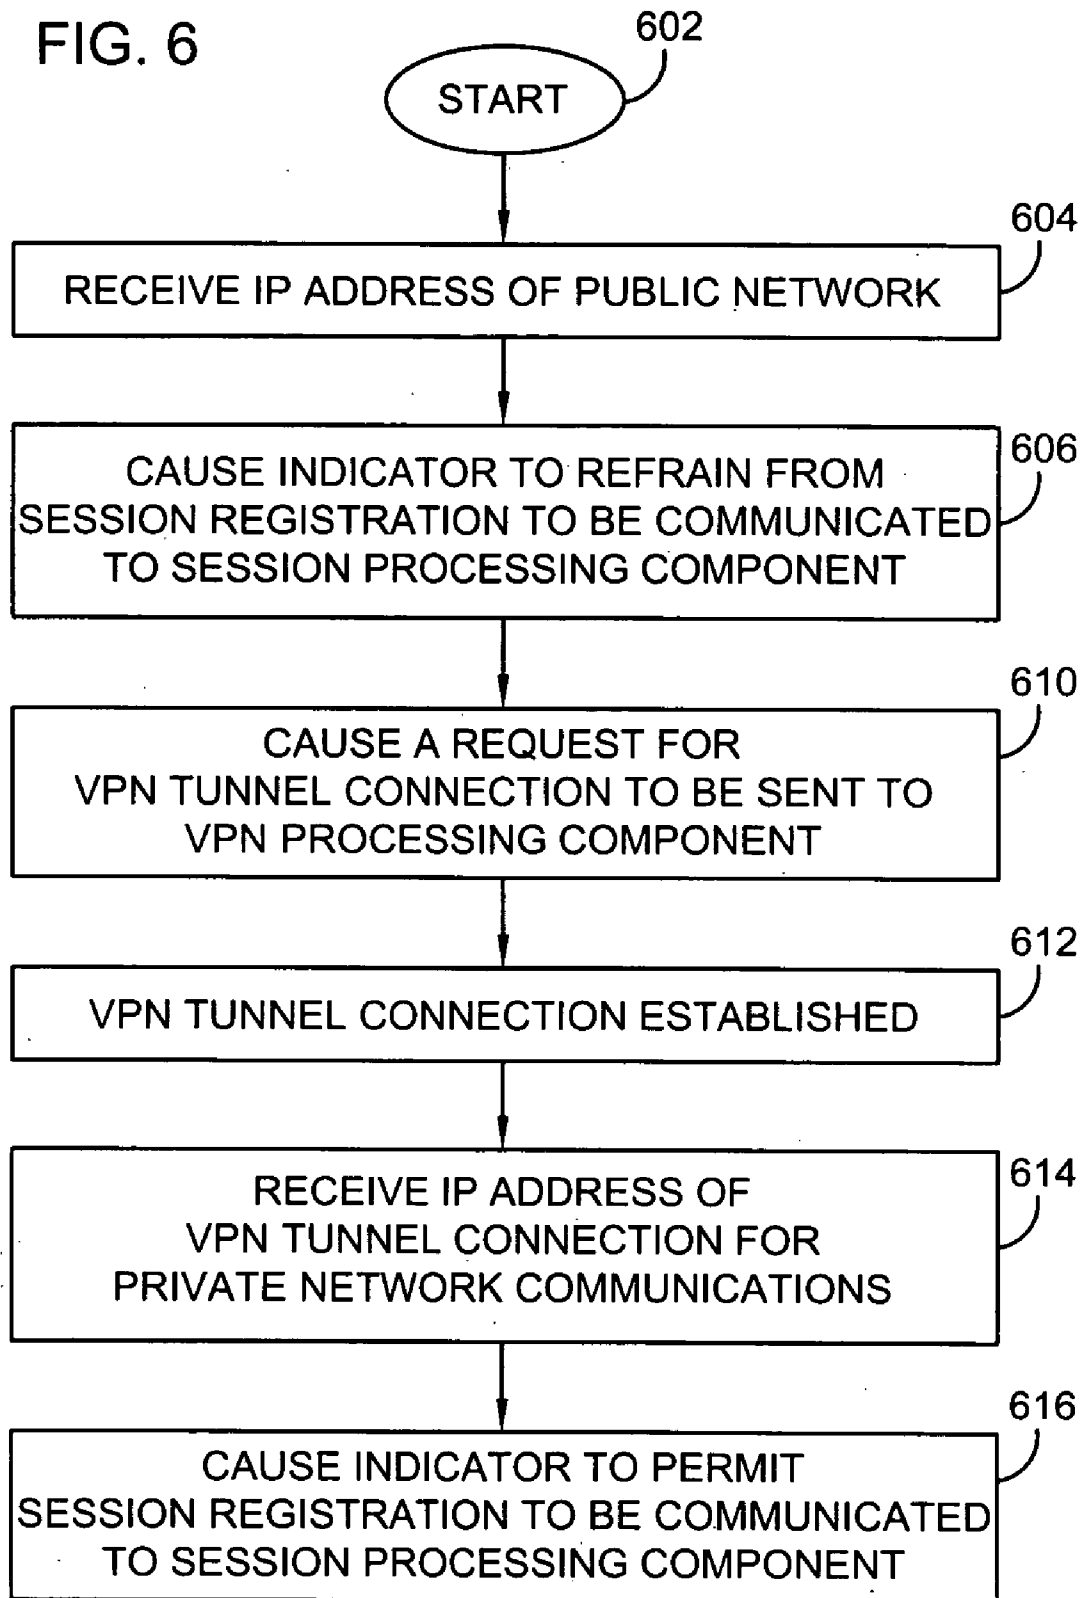 FIG. 6
602
START
604
RECEIVE IP ADDRESS OF PUBLIC NETWORK
606
CAUSE INDICATOR TO REFRAIN FROM
SESSION REGISTRATION TO BE COMMUNICATED
TO SESSION PROCESSING COMPONENT
610
CAUSE A REQUEST FOR
VPN TUNNEL CONNECTION TO BE SENT TO
VPN PROCESSING COMPONENT
612
VPN TUNNEL CONNECTION ESTABLISHED
614
RECEIVE IP ADDRESS OF
VPN TUNNEL CONNECTION FOR
PRIVATE NETWORK COMMUNICATIONS
616
CAUSE INDICATOR TO PERMIT
SESSION REGISTRATION TO BE COMMUNICATED
TO SESSION PROCESSING COMPONENT